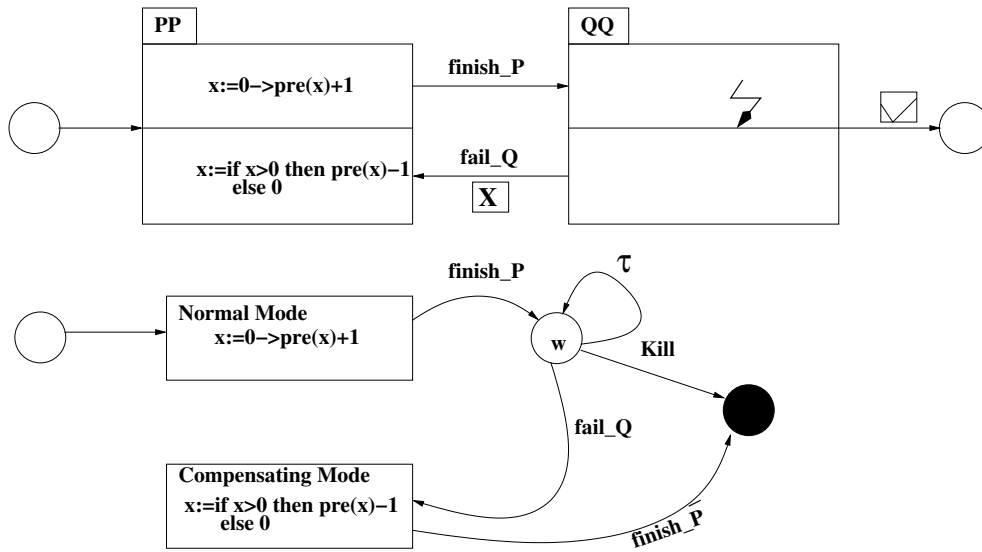 PP
QQ
x:=0->pre(x)+1
finish_P
x:=if x>0 then pre(x)-1
else 0
fail_Q
X
finish_P
τ
Normal Mode
x:=0->pre(x)+1
w
Kill
fail_Q
Compensating Mode
x:=if x>0 then pre(x)-1
else 0
finish_P̅